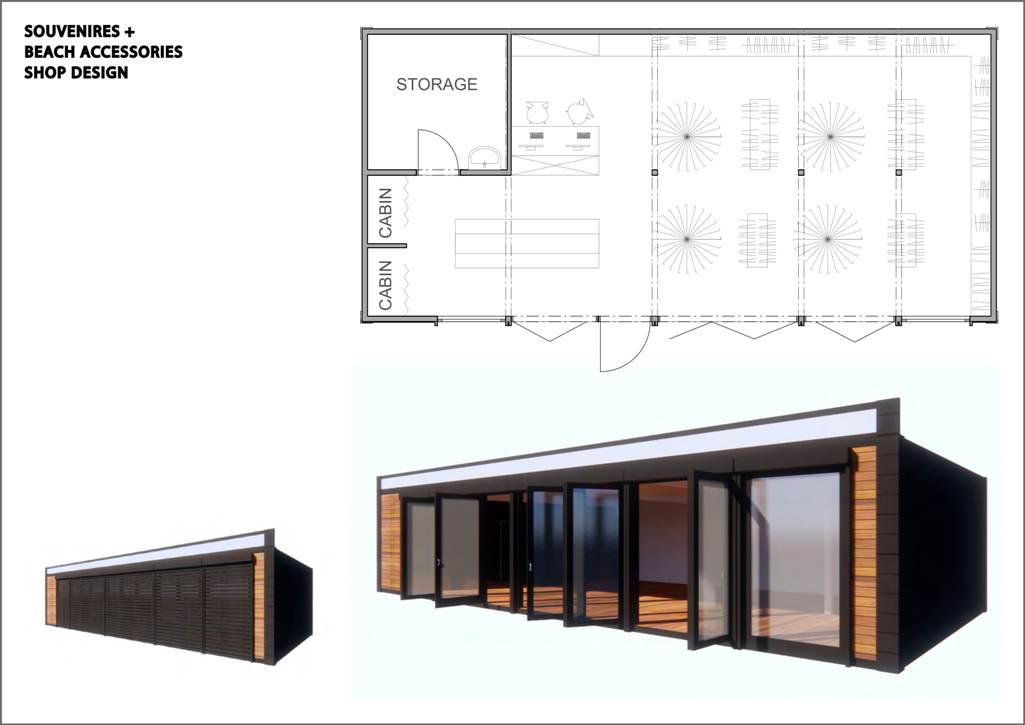 SOUVENIRES +
BEACH ACCESSORIES
SHOP DESIGN
STORAGE
CABIN
CABIN